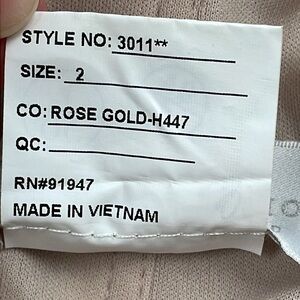 STYLE NO: 3011**
SIZE: 2
CO: ROSE GOLD-H447
QC:
RN#91947
MADE IN VIETNAM